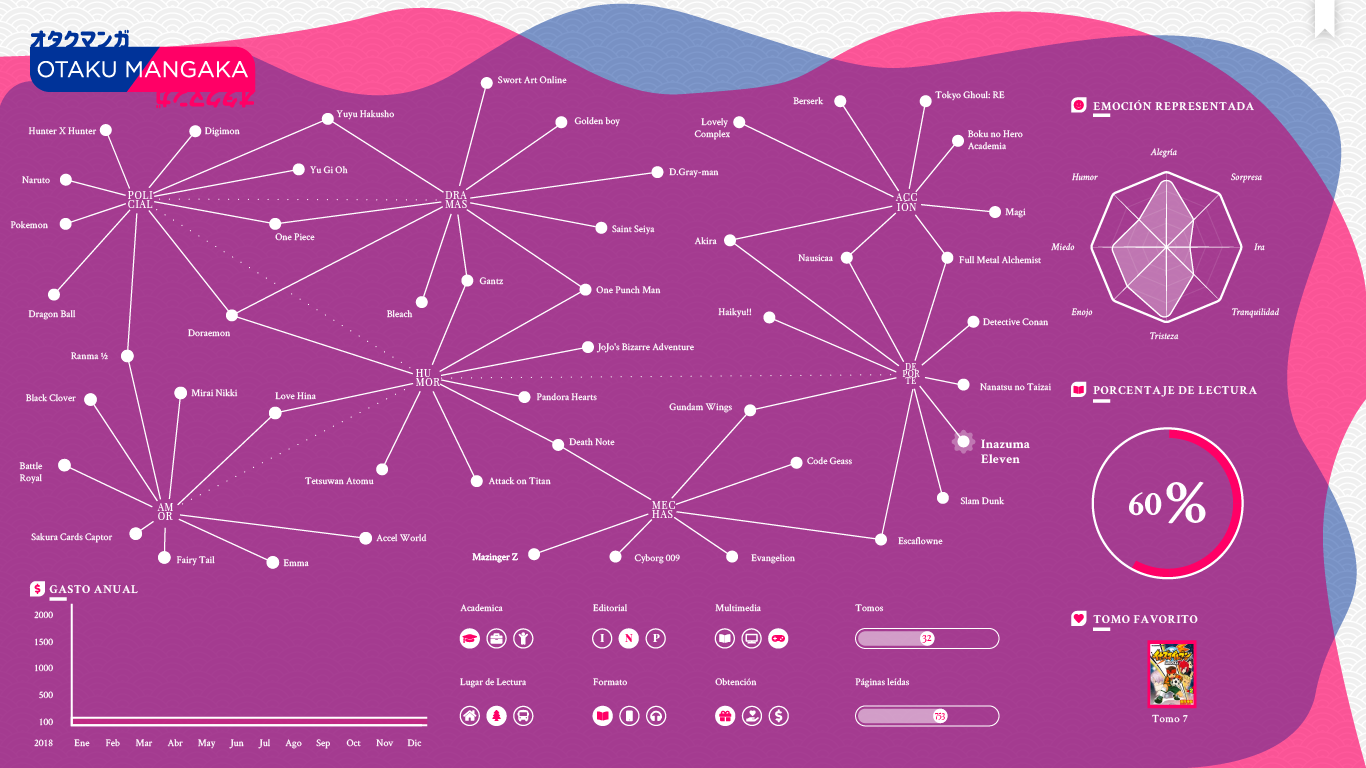 オタクマンガ
OTAKU MANGAKA
Swort Art Online
Golden boy
D.Gray-man
Saint Seiya
One Punch Man
JoJo's Bizarre Adventure
Pandora Hearts
Death Note
Attack on Titan
Tetsuwan Atomu
Gantz
Bleach
Yuyu Hakusho
Hunter X Hunter
Digimon
Yu Gi Oh
Naruto
Pokemon
One Piece
Dragon Ball
Doraemon
Ranma ½
POLI
CIAL
DRA
MAS
HU
MOR
Black Clover
Mirai Nikki
Love Hina
Battle
Royal
AM
OR
Sakura Cards Captor
Fairy Tail
Emma
Accel World
Berserk
Tokyo Ghoul: RE
Lovely
Complex
Boku no Hero
Academia
ACC
IÓN
Magi
Akira
Nausicaa
Full Metal Alchemist
Haikyu!!
Detective Conan
DE
POR
TE
Nanatsu no Taizai
Gundam Wings
Inazuma
Eleven
Code Geass
Slam Dunk
MEC
HAS
Escaflowne
Mazinger Z
Cyborg 009
Evangelion
EMOCIÓN REPRESENTADA
Alegría
Humor
Sorpresa
Miedo
Ira
Enojo
Tranquilidad
Tristeza
PORCENTAJE DE LECTURA
60%
TOMO FAVORITO
Tomo 7
$ GASTO ANUAL
2000
1500
1000
500
100
2018 Ene Feb Mar Abr May Jun Jul Ago Sep Oct Nov Dic
Academica
Editorial
I N P
Multimedia
Tomos
32
Lugar de Lectura
Formato
Obtención
$
Páginas leídas
753